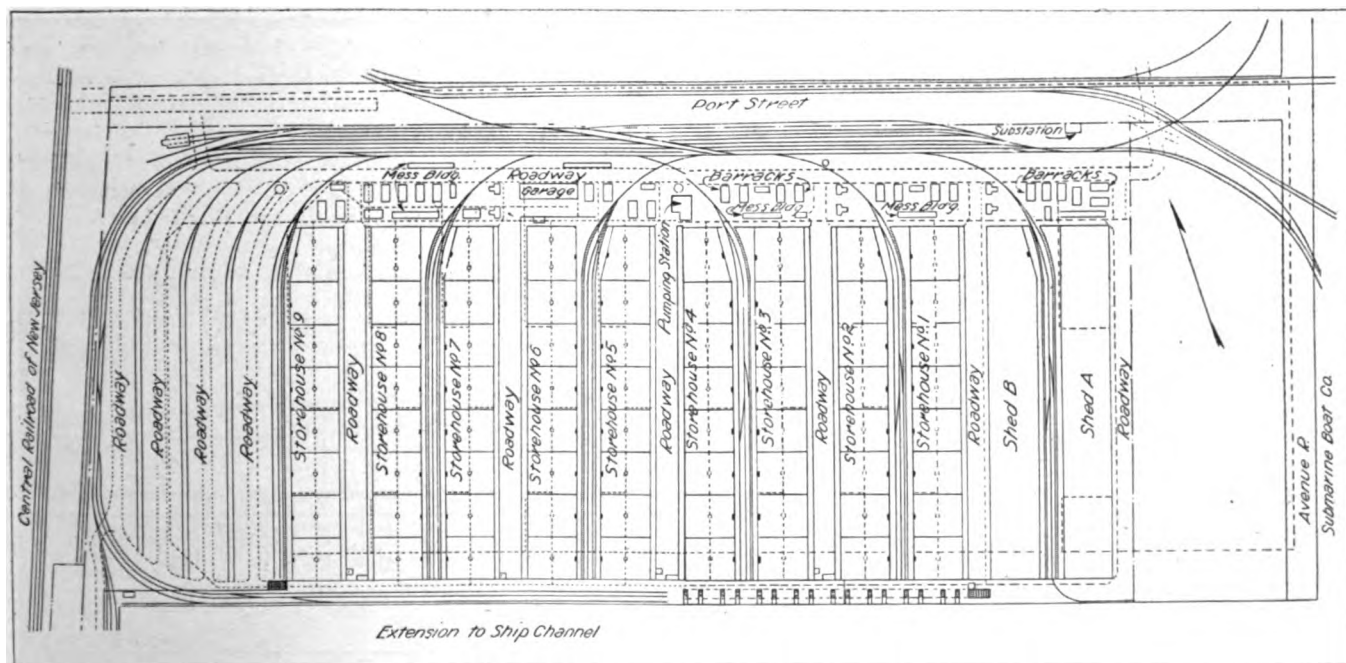 Port Street
Substation
Mess Bldg.
Roadway
Garage
Barracks
Mess Bldg
Mess Bldg
Barracks
Central Railroad of New Jersey
Roadway
Roadway
Roadway
Roadway
Storehouse No. 9
Roadway
Storehouse No. 8
Storehouse No. 7
Roadway
Storehouse No. 6
Storehouse No. 5
Roadway
Pumping Station
Storehouse No. 4
Storehouse No. 3
Roadway
Storehouse No. 2
Storehouse No. 1
Roadway
Shed B
Shed A
Roadway
Avenue R
Submarine Boat Co.
Extension to Ship Channel